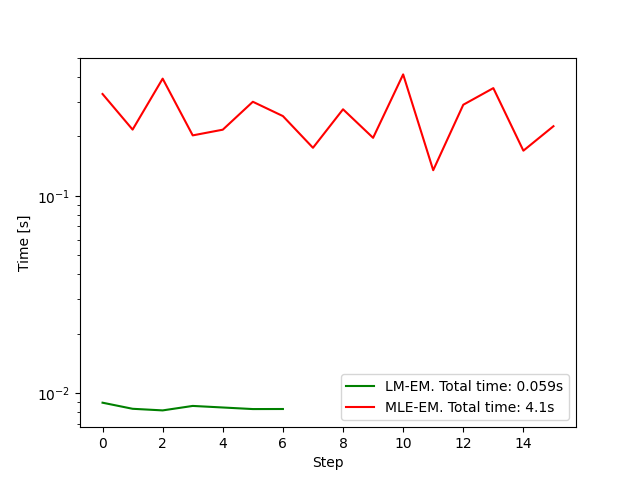 Time [s]
10⁻¹
10⁻²
0 2 4 6 8 10 12 14
Step
LM-EM. Total time: 0.059s
MLE-EM. Total time: 4.1s